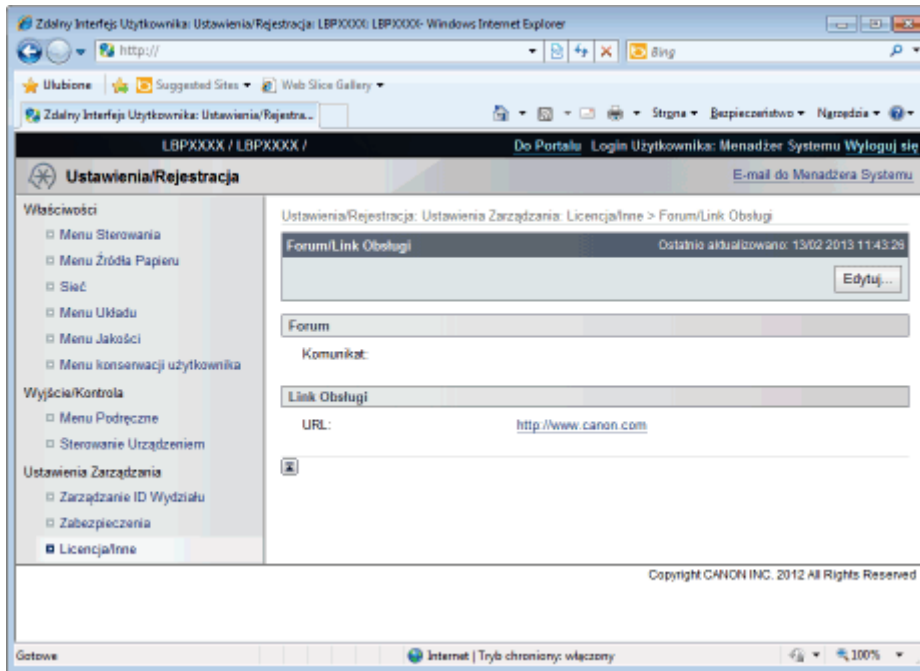 Zdalny Interfejs Użytkownika: Ustawienia/Rejestracja: LBPXXXX: LBPXXXX- Windows Internet Explorer
http://
Bing
Ulubione Suggested Sites Web Slice Gallery
Zdalny Interfejs Użytkownika: Ustawienia/Rejestra... Strona Bezpieczeństwo Narzędzia
LBPXXXX / LBPXXXX / Do Portalu Login Użytkownika: Menadżer Systemu Wyloguj się
Ustawienia/Rejestracja E-mail do Menadżera Systemu
Właściwości
Menu Sterowania
Menu Źródła Papieru
Sieć
Menu Układu
Menu Jakości
Menu konserwacji użytkownika
Wyjście/Kontrola
Menu Podręczne
Sterowanie Urządzeniem
Ustawienia Zarządzania
Zarządzanie ID Wydziału
Zabezpieczenia
Licencja/Inne
Ustawienia/Rejestracja: Ustawienia Zarządzania: Licencja/Inne > Forum/Link Obsługi
Forum/Link Obsługi Ostatnio aktualizowano: 13/02 2013 11:43:26
Edytuj...
Forum
Komunikat:
Link Obsługi
URL: http://www.canon.com
Copyright CANON INC. 2012 All Rights Reserved
Gotowe Internet | Tryb chroniony: włączony 100%